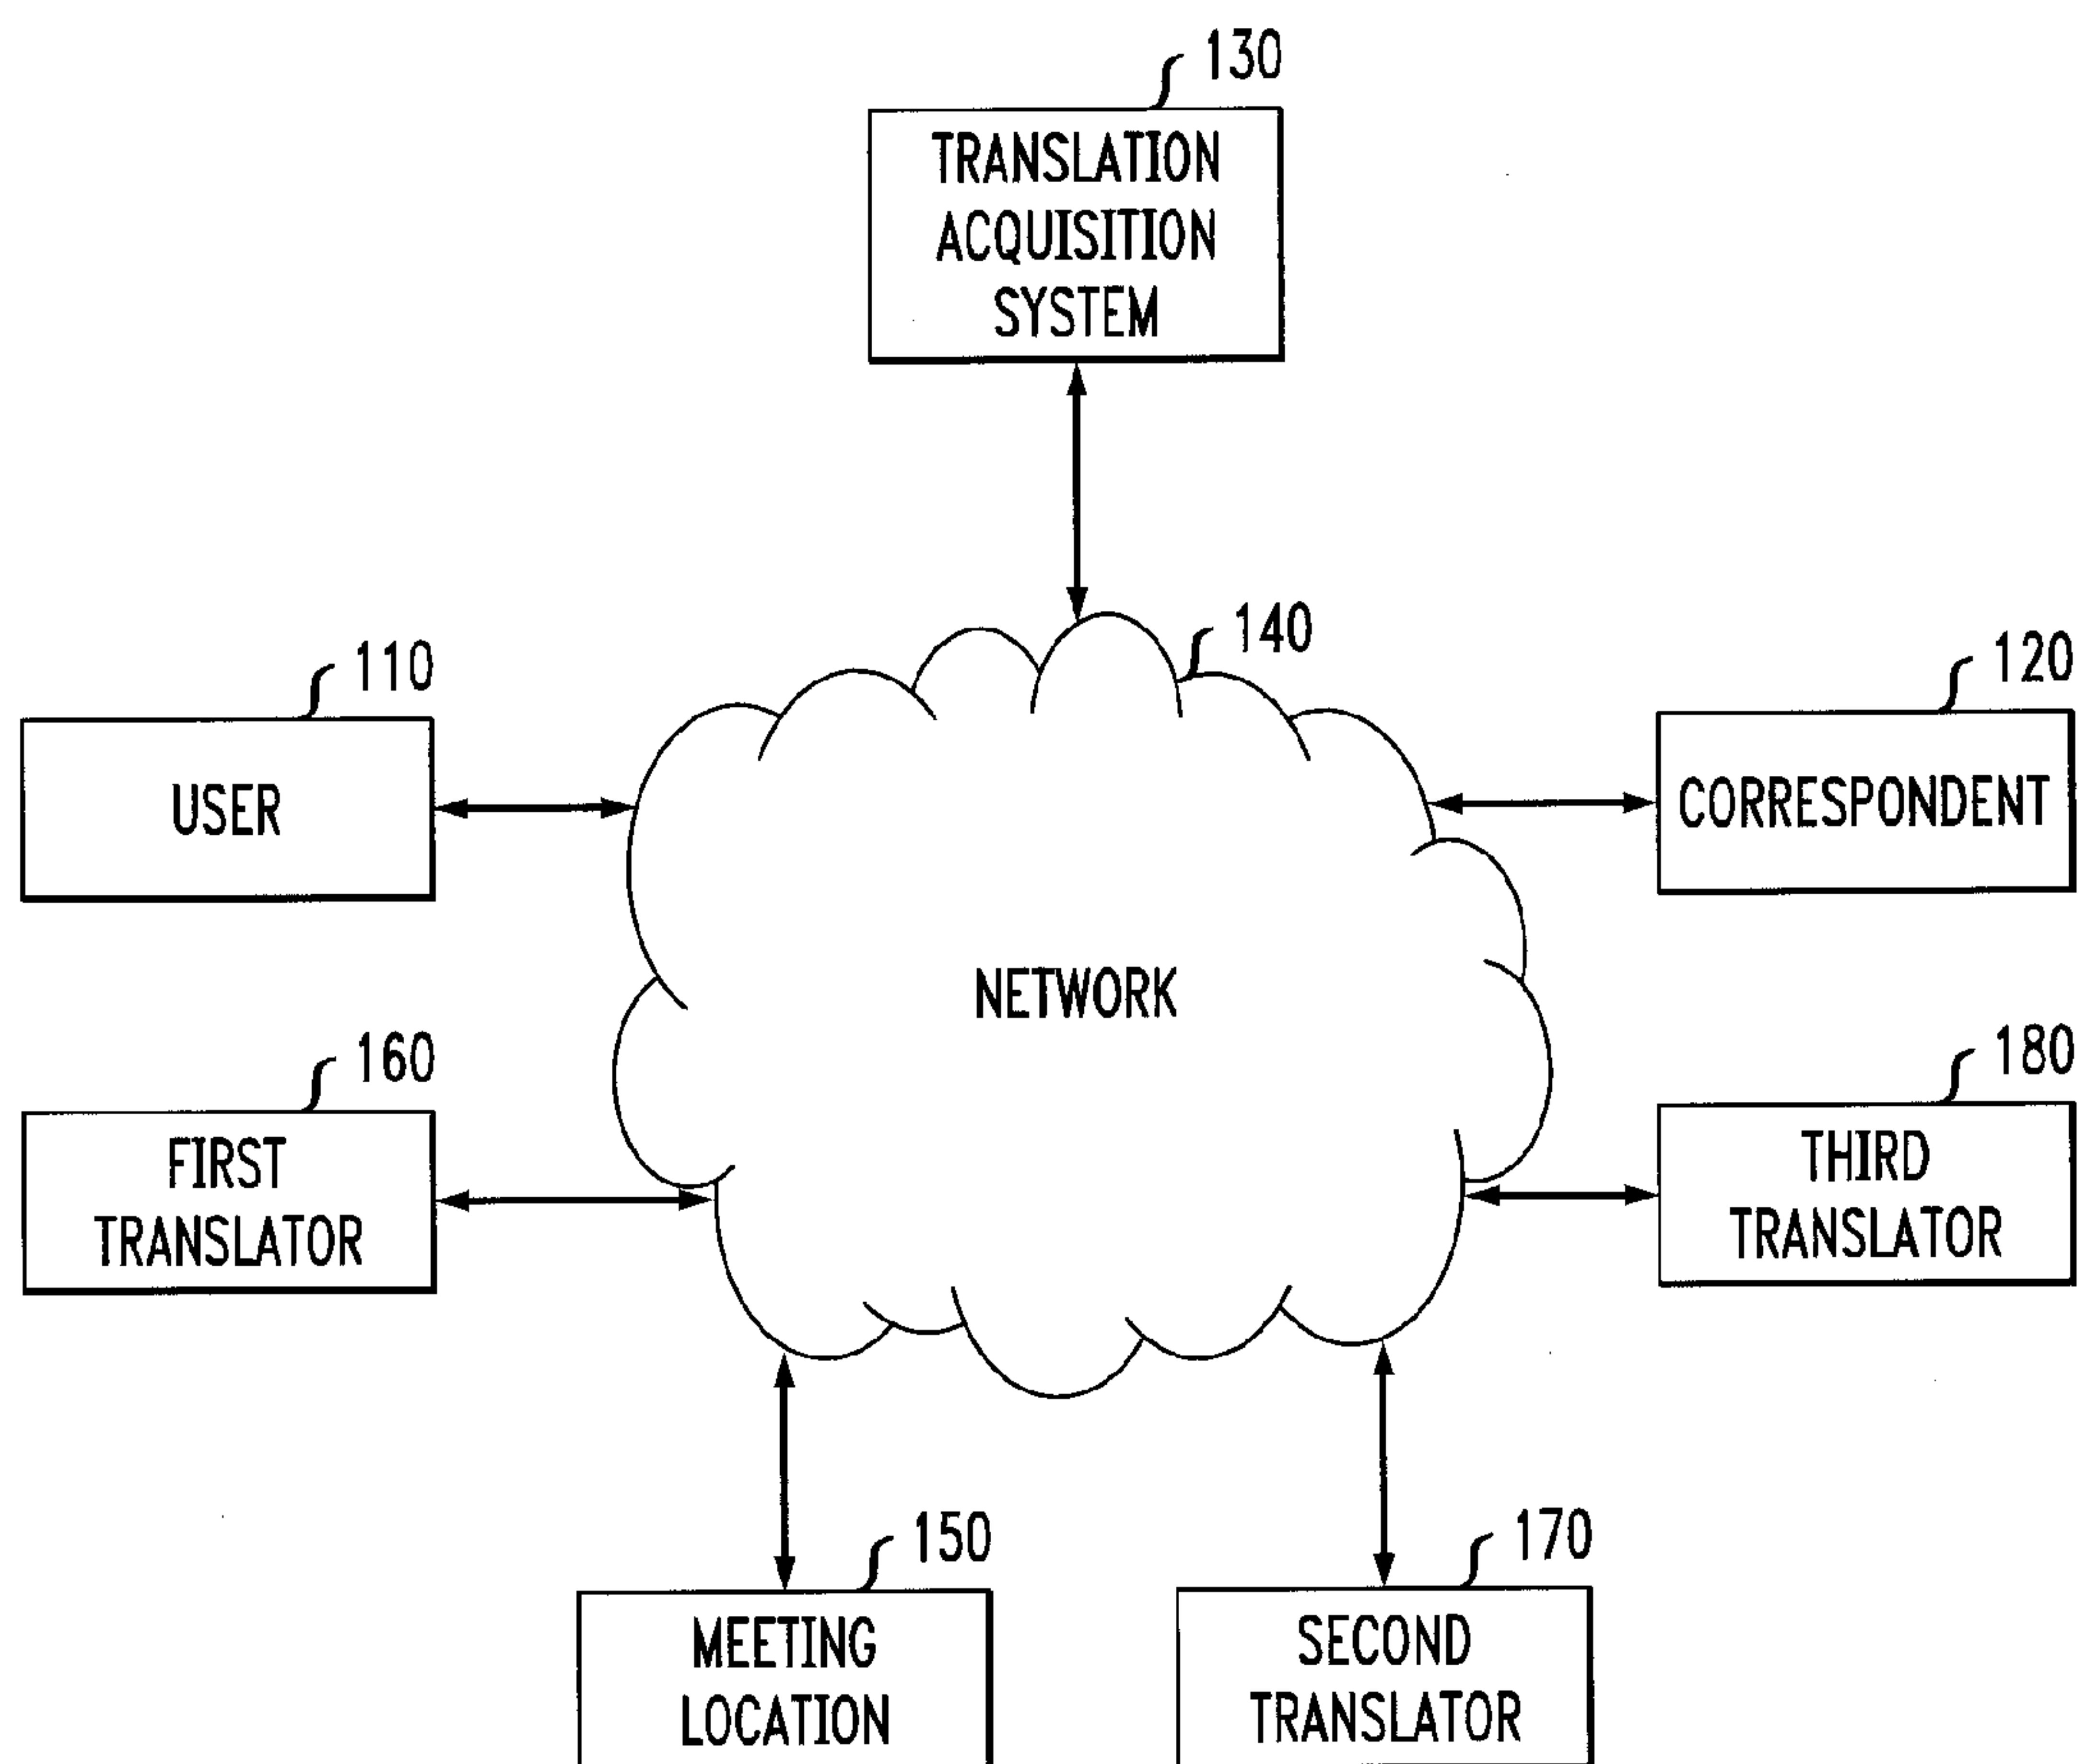 130
TRANSLATION
ACQUISITION
SYSTEM
140
110
USER
120
CORRESPONDENT
NETWORK
160
FIRST
TRANSLATOR
180
THIRD
TRANSLATOR
150
MEETING
LOCATION
170
SECOND
TRANSLATOR